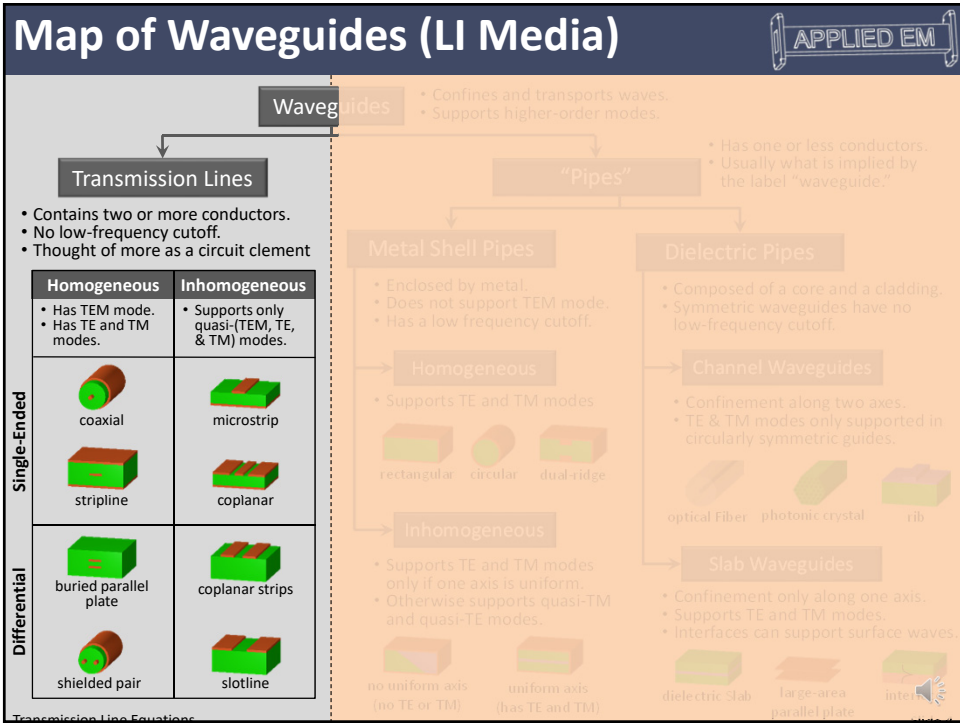 Map of Waveguides (LI Media)
APPLIED EM
Waveguides
• Confines and transports waves.
• Supports higher-order modes.
Transmission Lines
• Contains two or more conductors.
• No low-frequency cutoff.
• Thought of more as a circuit clement
Homogeneous
Inhomogeneous
• Has TEM mode.
• Has TE and TM
modes.
• Supports only
quasi-(TEM, TE,
& TM) modes.
Single-Ended
coaxial
microstrip
stripline
coplanar
Differential
buried parallel
plate
coplanar strips
shielded pair
slotline
"Pipes"
• Has one or less conductors.
• Usually what is implied by
the label "waveguide."
Metal Shell Pipes
• Enclosed by metal.
• Does not support TEM mode.
• Has a low frequency cutoff.
Homogeneous
• Supports TE and TM modes
rectangular
circular
dual-ridge
Inhomogeneous
• Supports TE and TM modes
only if one axis is uniform.
• Otherwise supports quasi-TM
and quasi-TE modes.
no uniform axis
(no TE or TM)
uniform axis
(has TE and TM)
Dielectric Pipes
• Composed of a core and a cladding.
• Symmetric waveguides have no
low-frequency cutoff.
Channel Waveguides
• Confinement along two axes.
• TE & TM modes only supported in
circularly symmetric guides.
optical Fiber
photonic crystal
rib
Slab Waveguides
• Confinement only along one axis.
• Supports TE and TM modes.
• Interfaces can support surface waves.
dielectric Slab
large-area
parallel plate
Transmission Line Equations